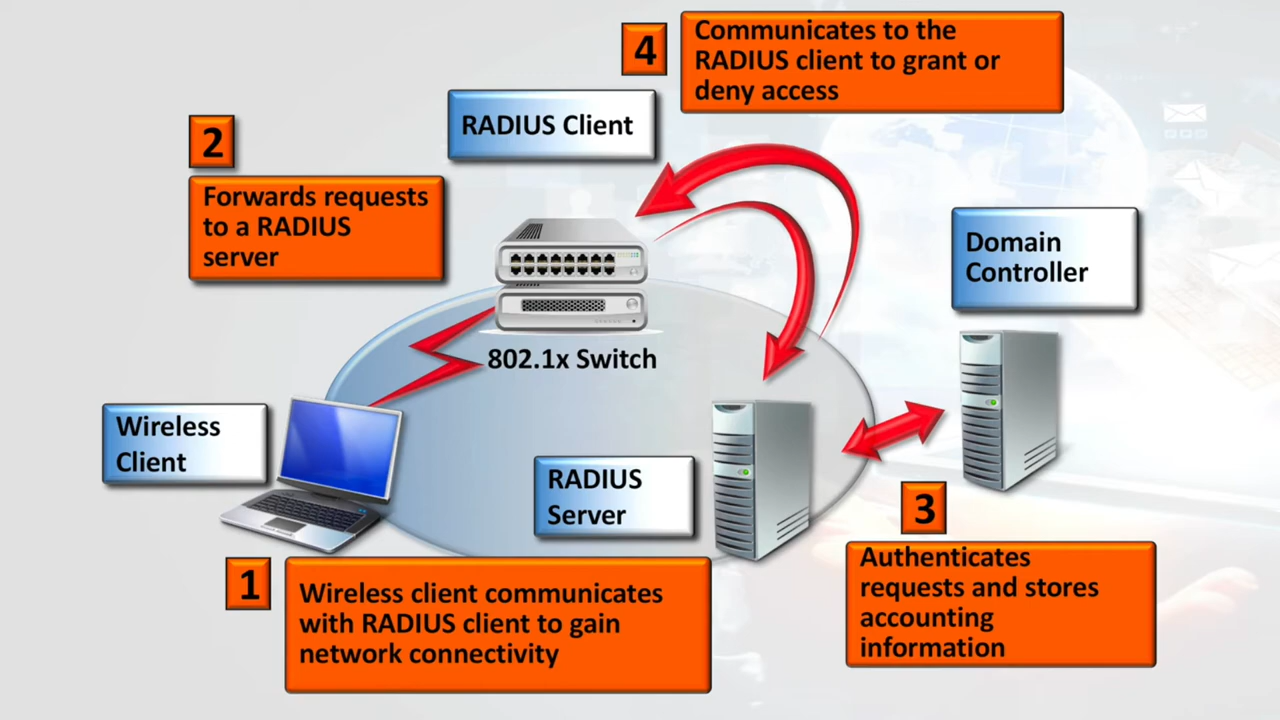 4
Communicates to the
RADIUS client to grant or
deny access
RADIUS Client
2
Forwards requests
to a RADIUS
server
Domain
Controller
802.1x Switch
Wireless
Client
RADIUS
Server
3
Authenticates
requests and stores
accounting
information
1
Wireless client communicates
with RADIUS client to gain
network connectivity